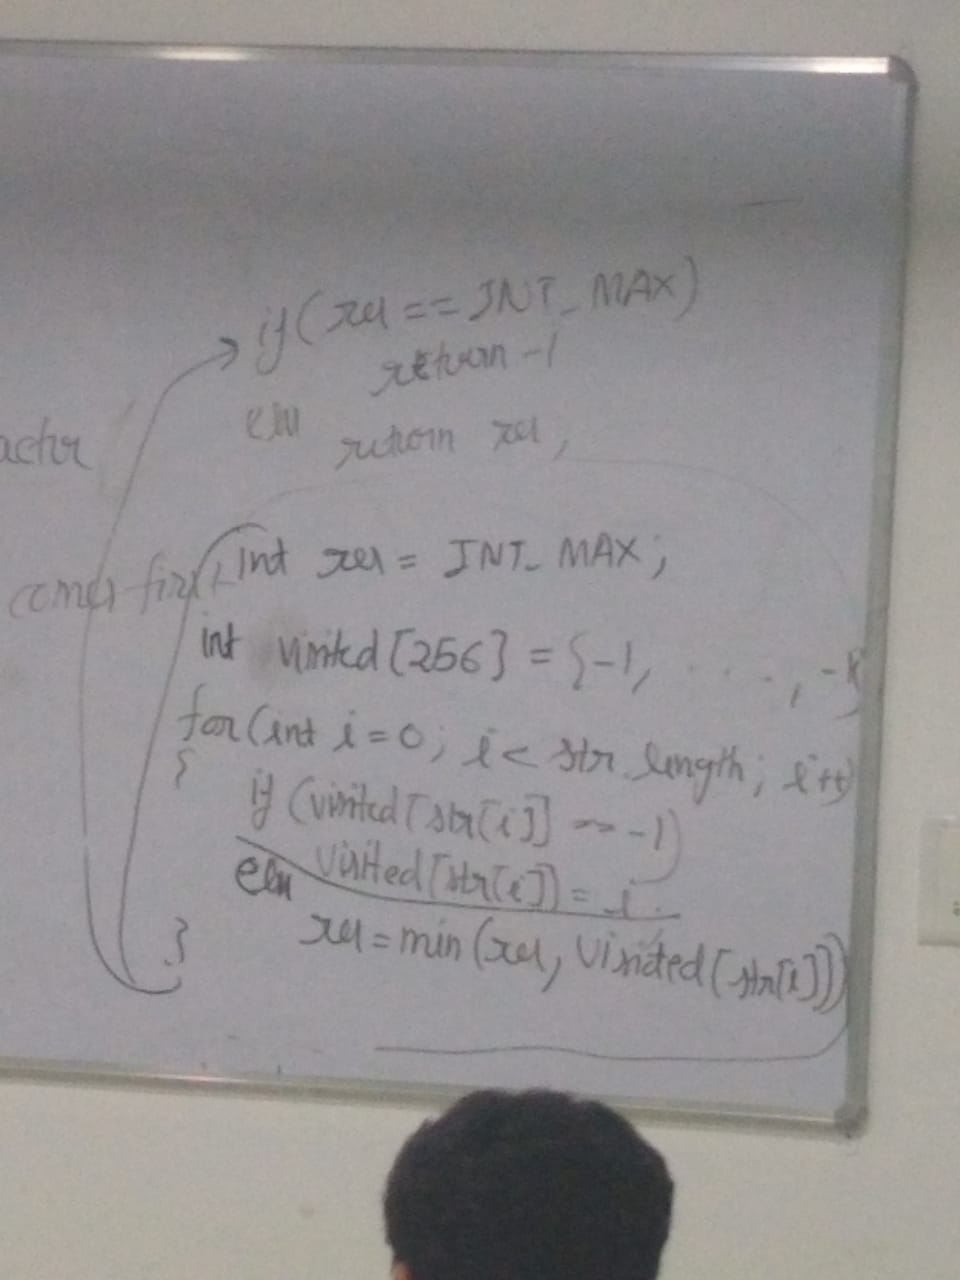 if (res == INT_MAX)
return -1
else
return res;
acter
comes first
int res = INT_MAX;
int visited [256] = {-1, . . . . , -1}
for (int i = 0; i < str.length; i++)
{
if (visited [str[i]] == -1)
visited [str[i]] = i
else
res = min (res, visited [str[i]])
}